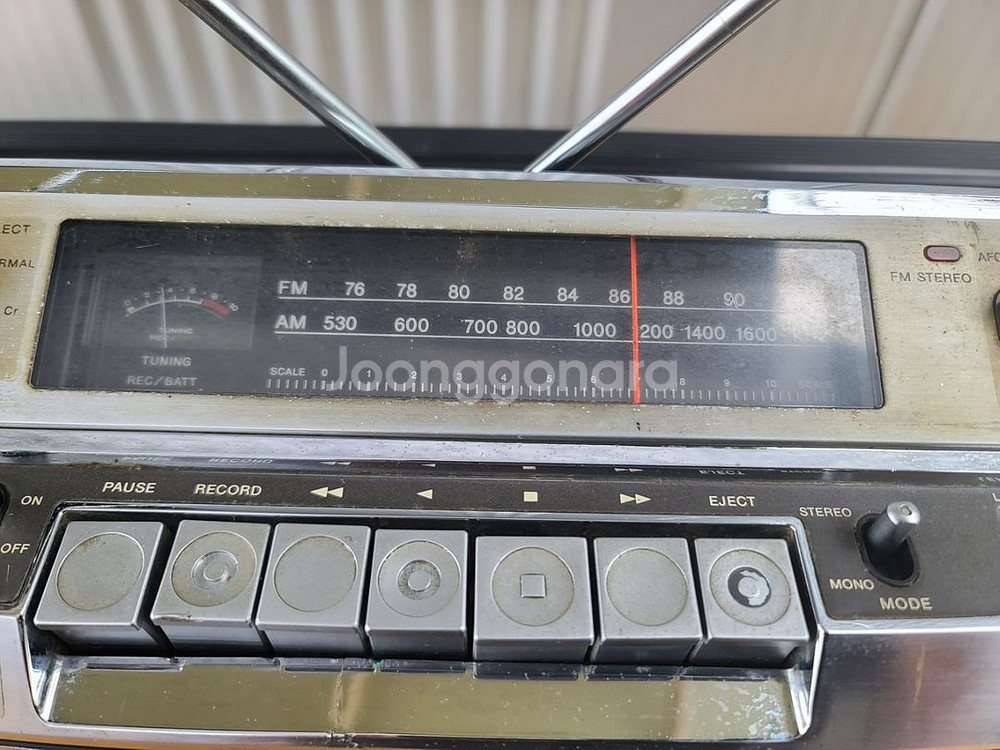 ECT
RMAL
Cr
FM 76 78 80 82 84 86 88 90
AM 530 600 700 800 1000 200 1400 1600
TUNING
TUNING
REC/BATT
SCALE 0 1 2 3 4 5 6 8 9 10 SCALE
Joonggonara
FM STEREO
AFC
ON
OFF
PAUSE RECORD ◀◀ ◀ ■ ▶▶ EJECT
STEREO
MONO
MODE